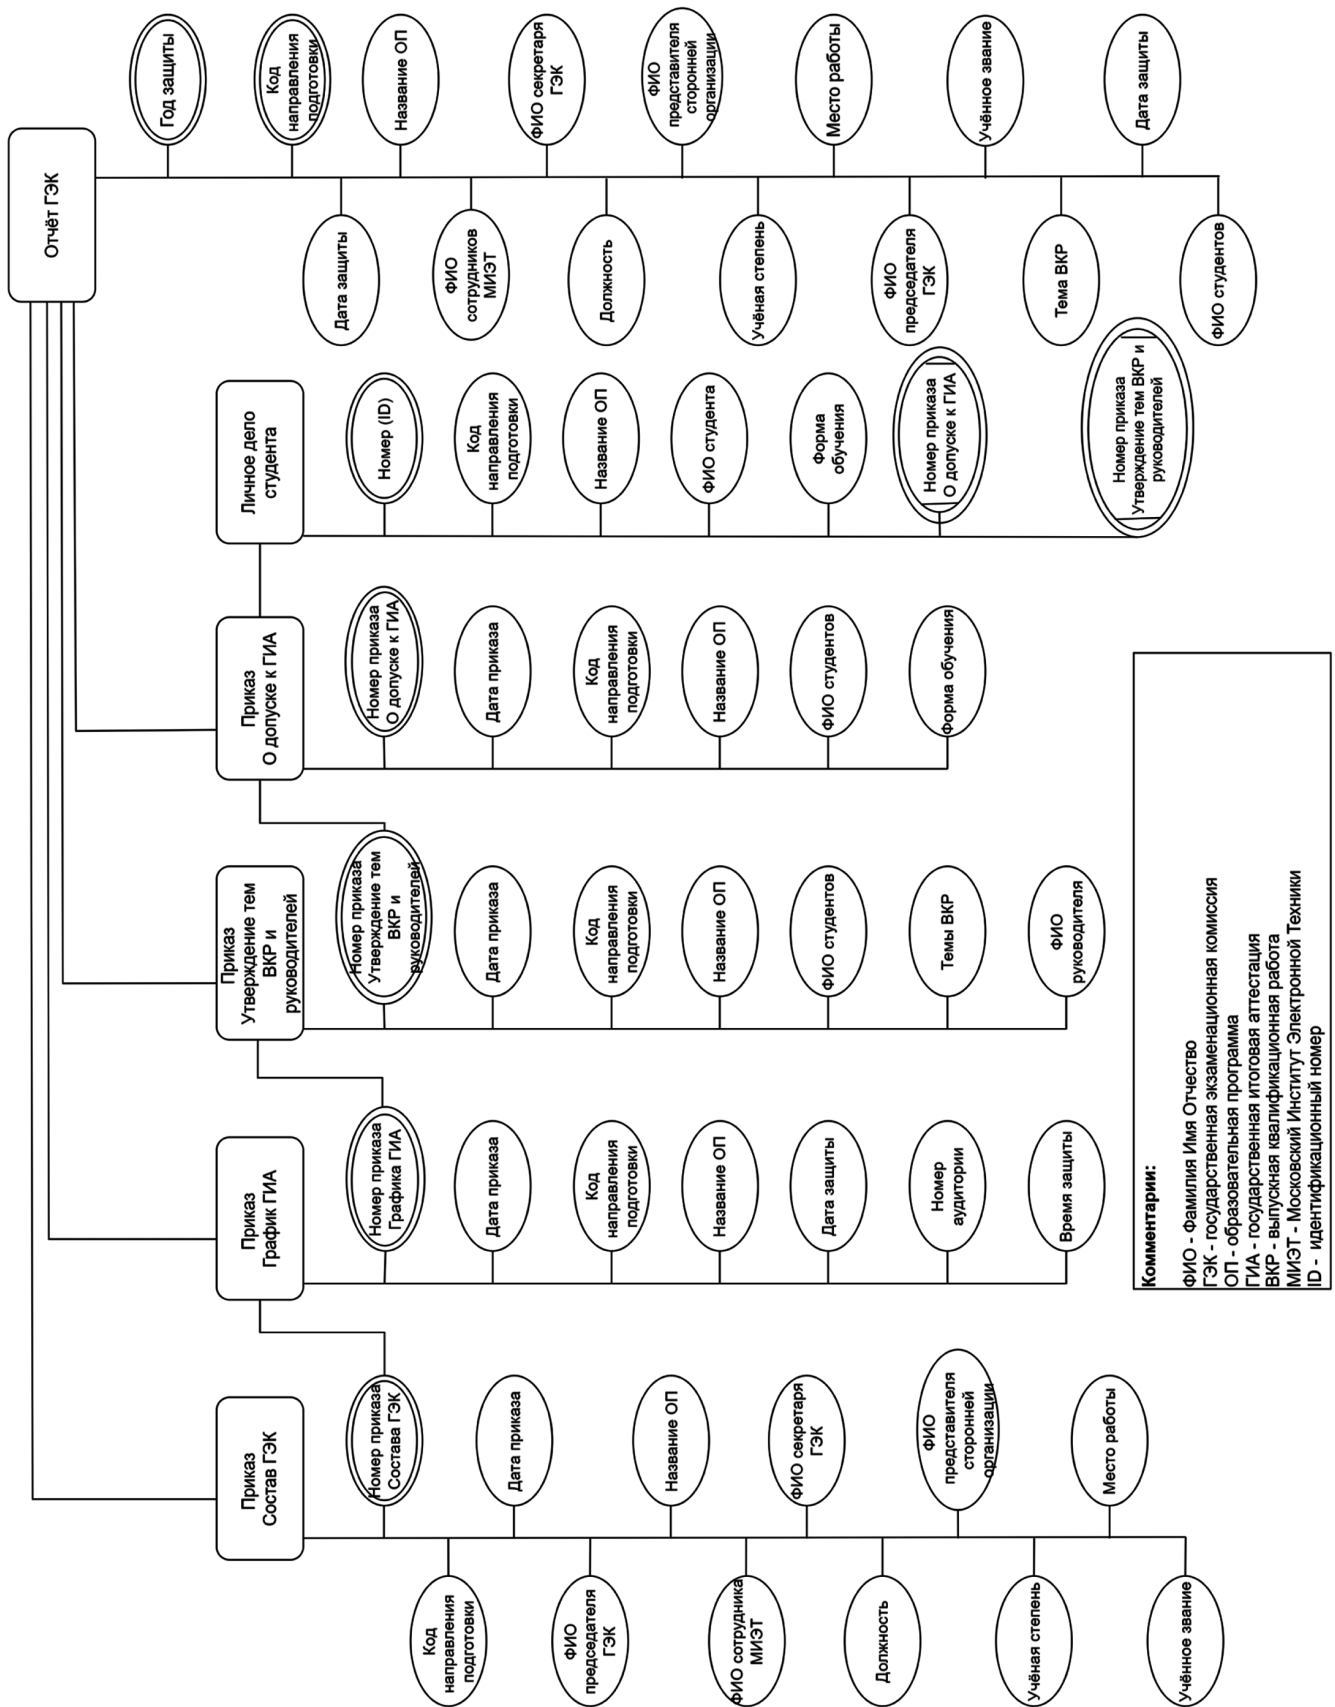 Отчёт ГЭК
Приказ
Состав ГЭК
Номер приказа
Состава ГЭК
Код
направления
подготовки
Дата приказа
ФИО
председателя
ГЭК
Название ОП
ФИО сотрудника
МИЭТ
ФИО секретаря
ГЭК
Должность
ФИО
представителя
сторонней
организации
Учёная степень
Место работы
Учённое звание
Приказ
График ГИА
Номер приказа
Графика ГИА
Дата приказа
Код
направления
подготовки
Название ОП
Дата защиты
Номер
аудитории
Время защиты
Приказ
Утверждение тем
ВКР и
руководителей
Номер приказа
Утверждение тем
ВКР и
руководителей
Дата приказа
Код
направления
подготовки
Название ОП
ФИО студентов
Темы ВКР
ФИО
руководителя
Приказ
О допуске к ГИА
Номер приказа
О допуске к ГИА
Дата приказа
Код
направления
подготовки
Название ОП
ФИО студентов
Форма обучения
Личное дело
студента
Номер (ID)
Код
направления
подготовки
Название ОП
ФИО студента
Форма
обучения
Номер приказа
О допуске к ГИА
Номер приказа
Утверждение тем ВКР и
руководителей
Год защиты
Код
направления
подготовки
Дата защиты
Название ОП
ФИО
сотрудников
МИЭТ
ФИО секретаря
ГЭК
Должность
ФИО
представителя
сторонней
организации
Учёная степень
Место работы
ФИО
председателя
ГЭК
Учённое звание
Тема ВКР
Дата защиты
ФИО студентов
Комментарии:
ФИО - Фамилия Имя Отчество
ГЭК - государственная экзаменационная комиссия
ОП - образовательная программа
ГИА - государственная итоговая аттестация
ВКР - выпускная квалификационная работа
МИЭТ - Московский Институт Электронной Техники
ID - идентификационный номер